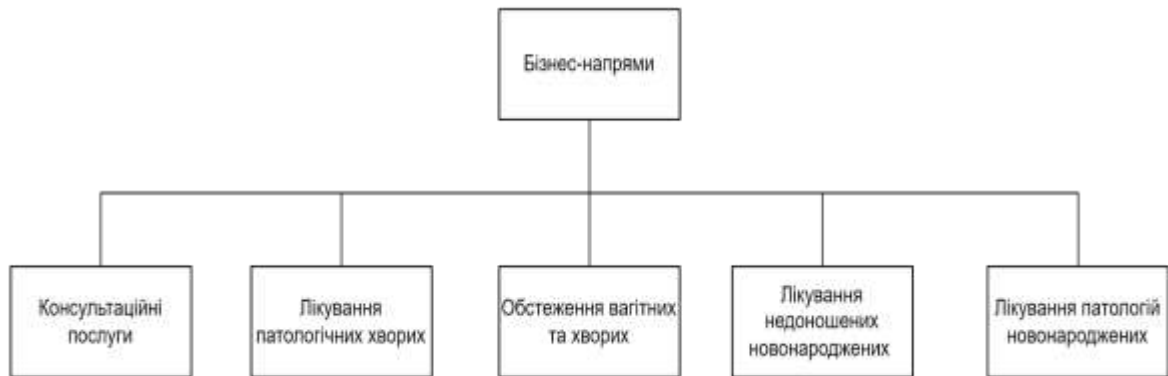 Бізнес-напрями
Консультаційні
послуги
Лікування
патологічних хворих
Обстеження вагітних
та хворих
Лікування
недоношених
новонароджених
Лікування патологій
новонароджених